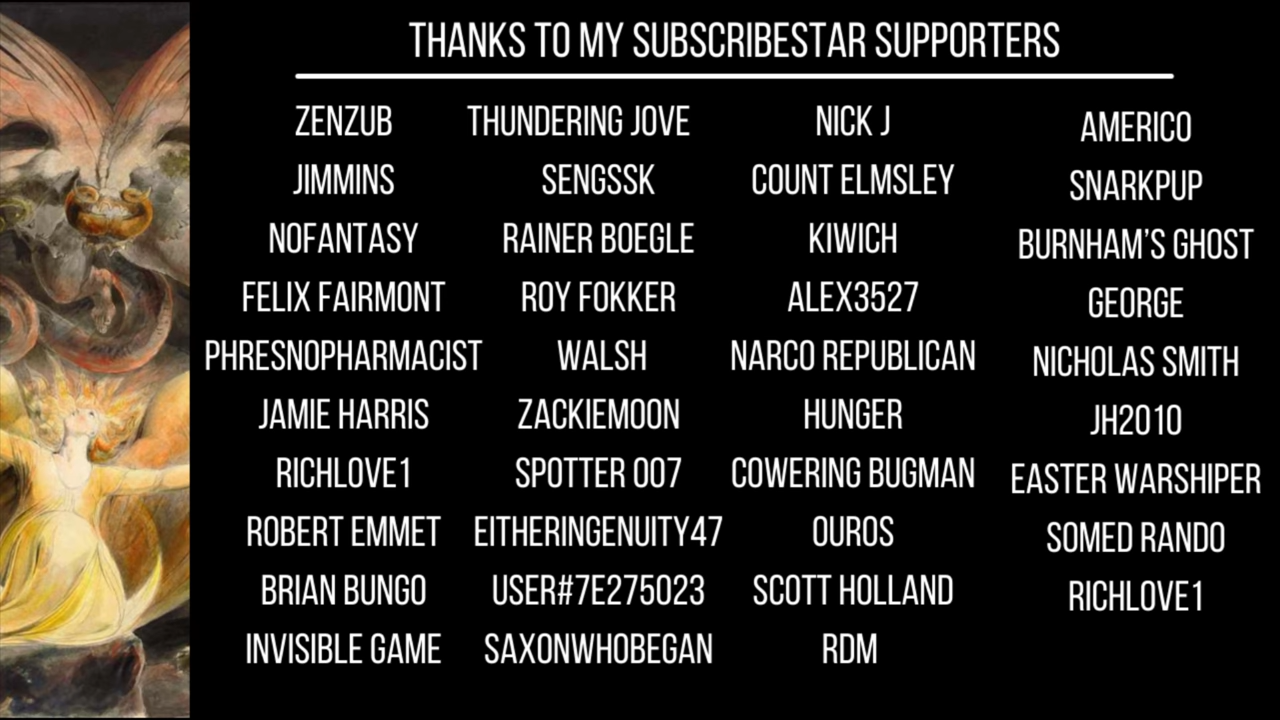 THANKS TO MY SUBSCRIBESTAR SUPPORTERS
ZENZUB
JIMMINS
NOFANTASY
FELIX FAIRMONT
PHRESNOPHARMACIST
JAMIE HARRIS
RICHLOVE1
ROBERT EMMET
BRIAN BUNGO
INVISIBLE GAME
THUNDERING JOVE
SENGSSK
RAINER BOEGLE
ROY FOKKER
WALSH
ZACKIEMOON
SPOTTER 007
EITHERINGENUITY47
USER#7E275023
SAXONWHOBEGAN
NICK J
COUNT ELMSLEY
KIWICH
ALEX3527
NARCO REPUBLICAN
HUNGER
COWERING BUGMAN
OUROS
SCOTT HOLLAND
RDM
AMERICO
SNARKPUP
BURNHAM'S GHOST
GEORGE
NICHOLAS SMITH
JH2010
EASTER WARSHIPER
SOMED RANDO
RICHLOVE1